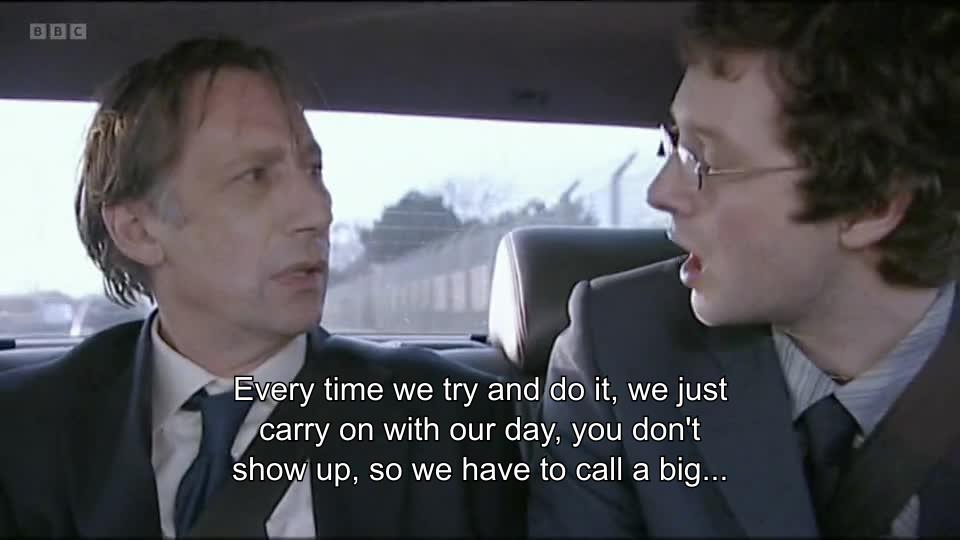 BBC
Every time we try and do it, we just
carry on with our day, you don't
show up, so we have to call a big...